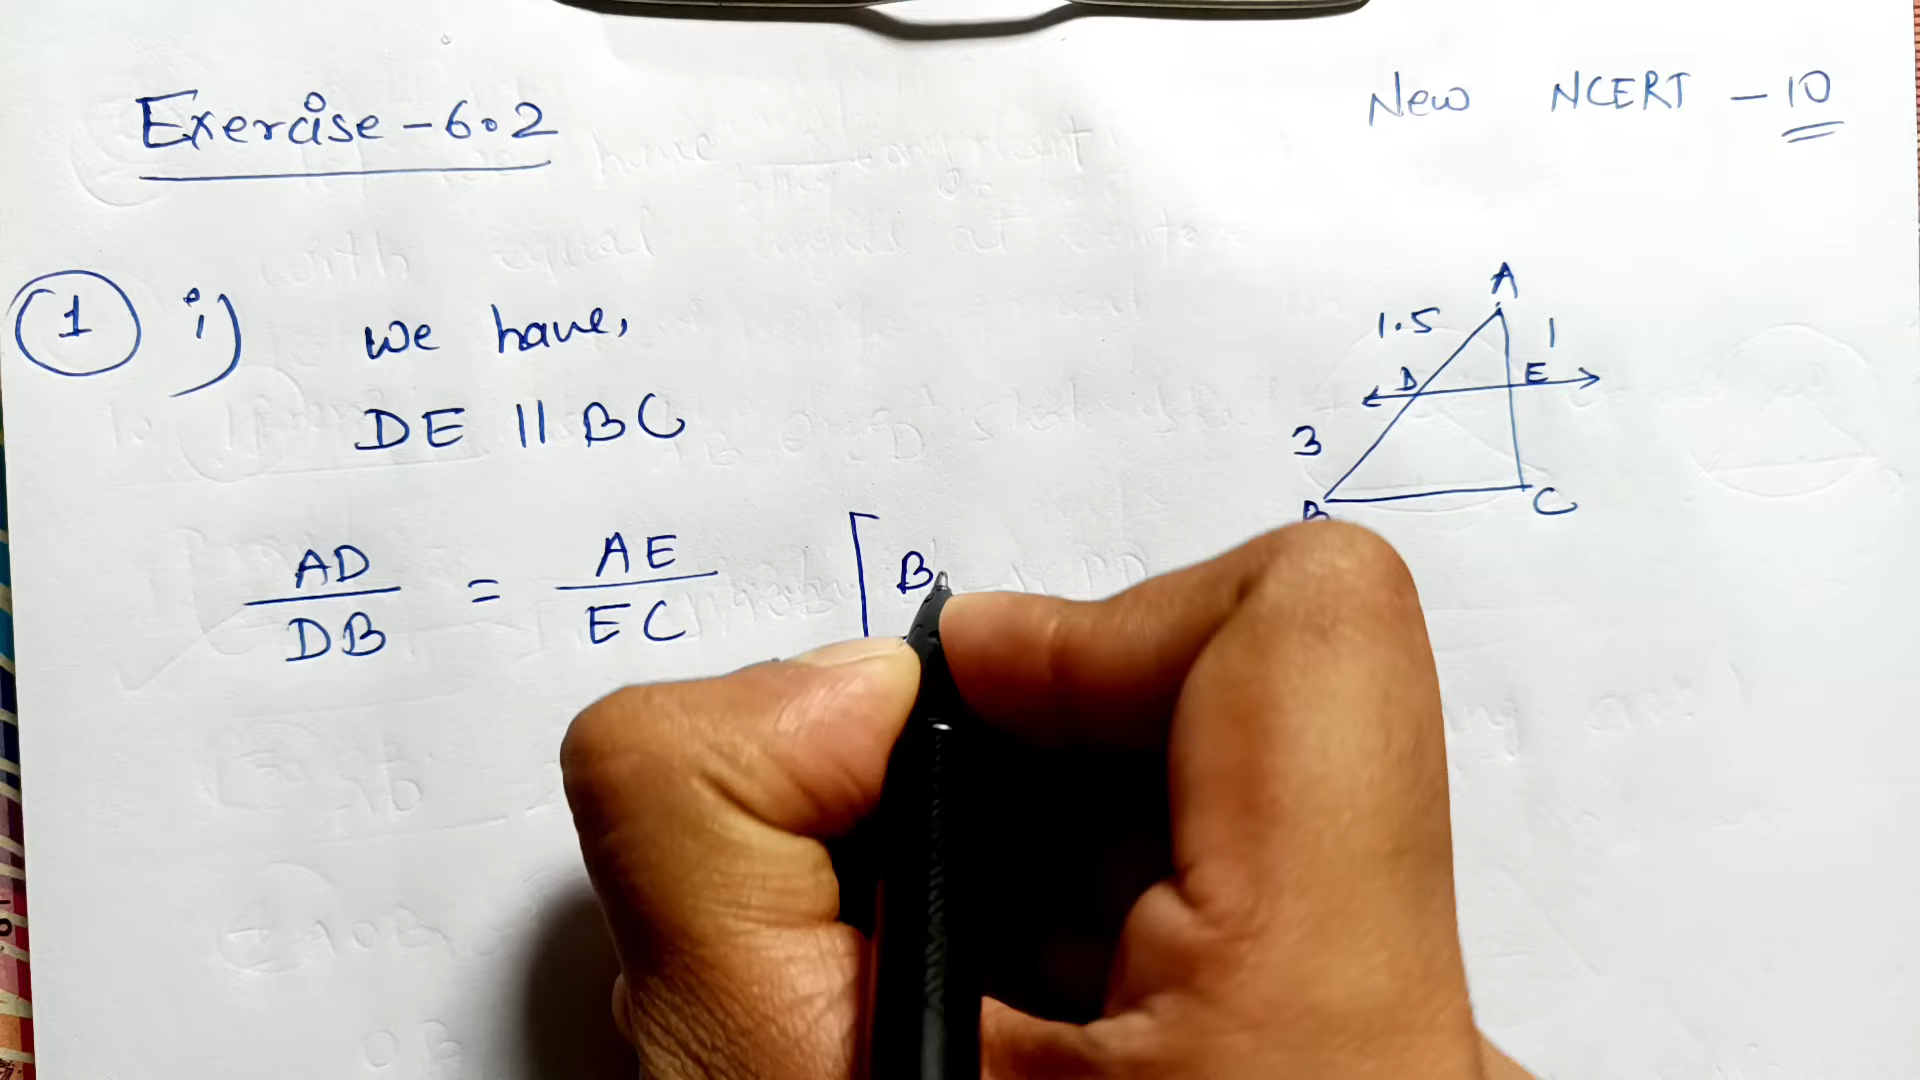 Exercise - 6.2
New NCERT - 10
1 i) we have,
DE || BC
AD/DB = AE/EC [B
A
1.5 1
D E
3
B C